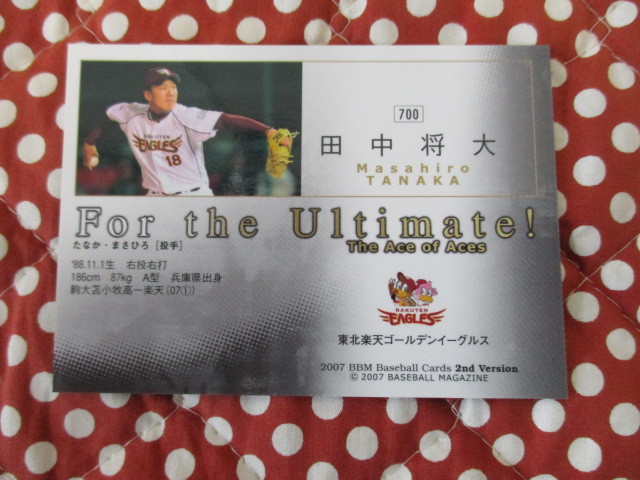 RAKUTEN
EAGLES
18
700
田中将大
Masahiro
TANAKA
For the Ultimate!
The Ace of Aces
たなか・まさひろ [投手]
'88.11.1生 右投右打
186cm 87kg A型 兵庫県出身
駒大苫小牧高―楽天(07①)
RAKUTEN
EAGLES
東北楽天ゴールデンイーグルス
2007 BBM Baseball Cards 2nd Version
© 2007 BASEBALL MAGAZINE